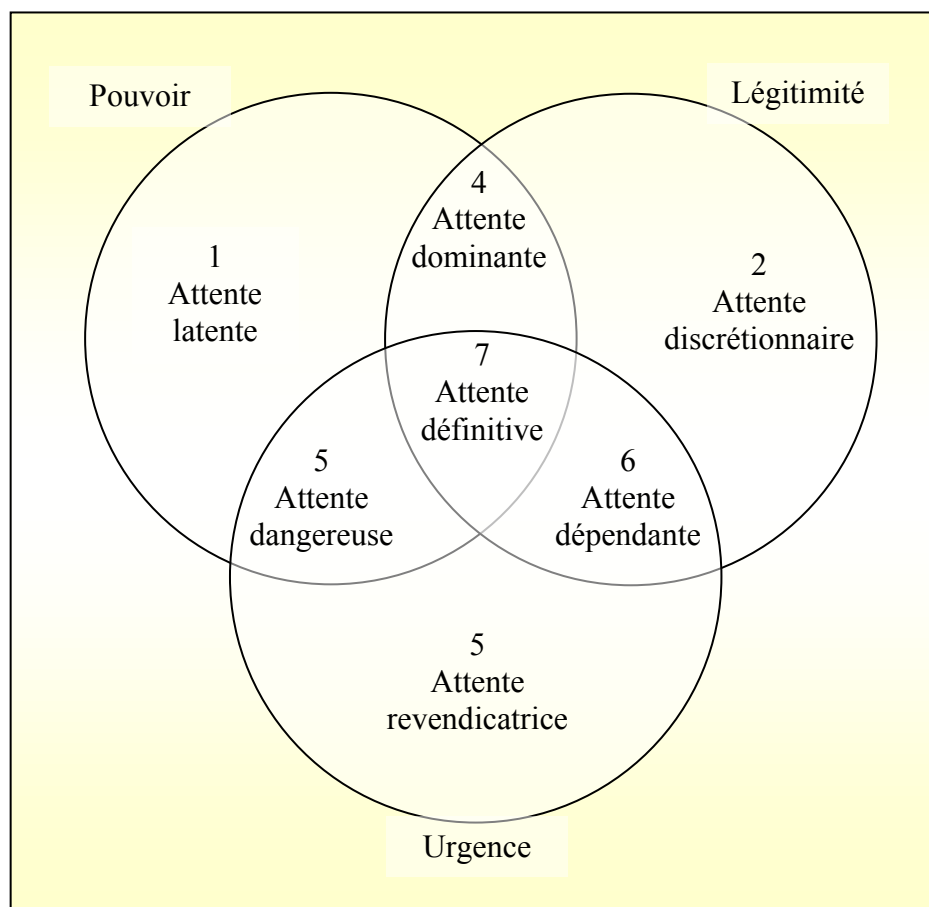 Pouvoir
Légitimité
4
Attente
dominante
1
Attente
latente
2
Attente
discrétionnaire
7
Attente
définitive
5
Attente
dangereuse
6
Attente
dépendante
5
Attente
revendicatrice
Urgence